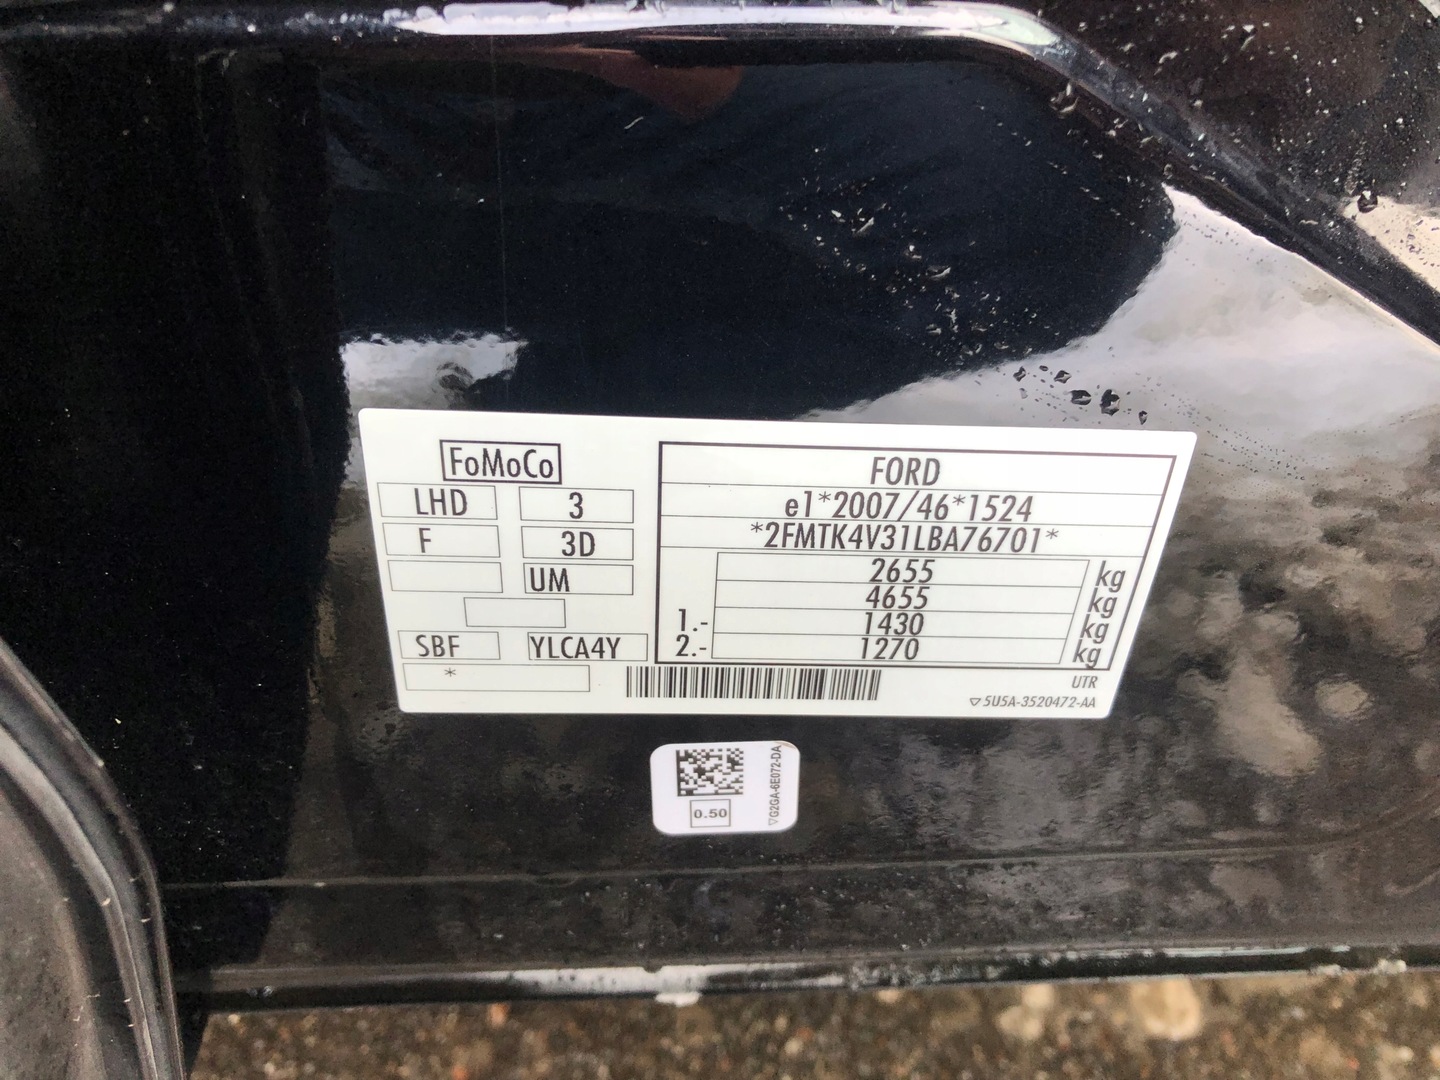 FoMoCo
LHD 3
F 3D
UM
SBF YLCA4Y
*
FORD
e1*2007/46*1524
*2FMTK4V31LBA76701*
2655 kg
4655 kg
1.- 1430 kg
2.- 1270 kg
UTR
5U5A-3520472-AA
0.50
G2GA-6E072-DA